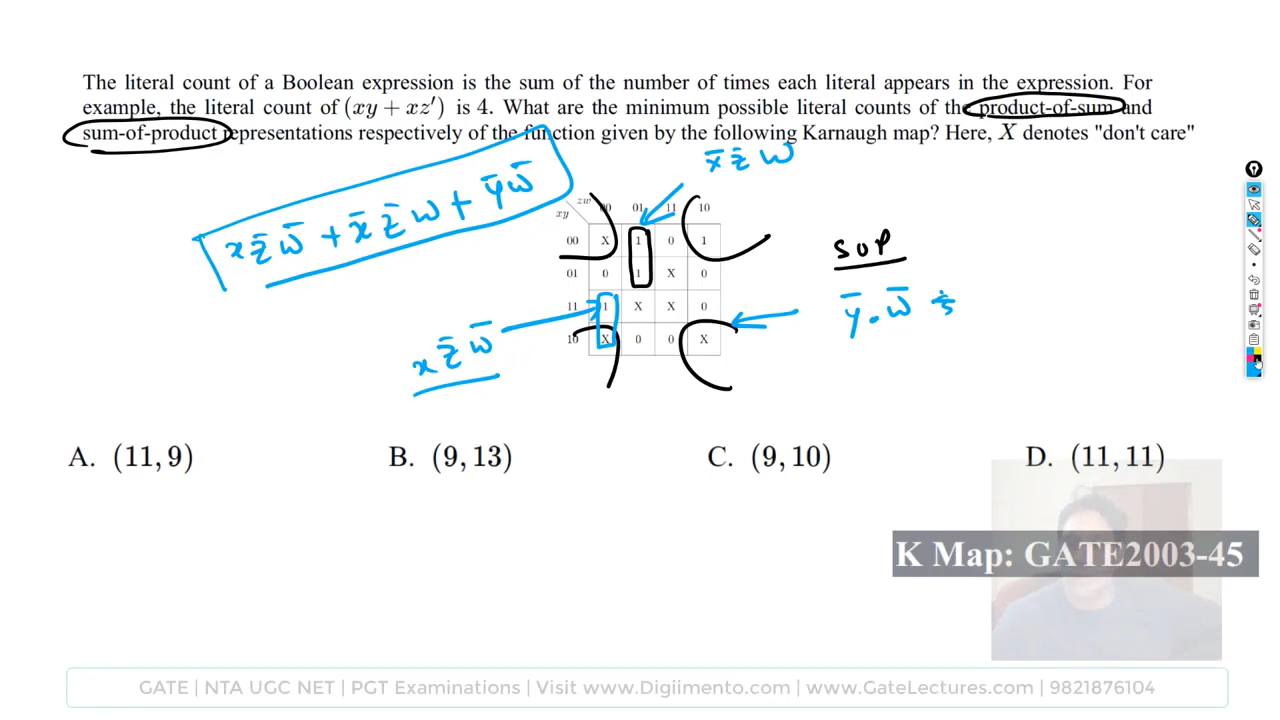 The literal count of a Boolean expression is the sum of the number of times each literal appears in the expression. For
example, the literal count of (xy + xz′) is 4. What are the minimum possible literal counts of the product-of-sum and
sum-of-product representations respectively of the function given by the following Karnaugh map? Here, X denotes "don't care"
x̄ z̄ w
x z̄ w̄ + x̄ z̄ w + ȳ w̄
zw 00 01 11 10
xy
00 X 1 0 1
01 0 1 X 0
11 1 X X 0
10 X 0 0 X
SOP
ȳ . w̄ +
x z̄ w̄
A. (11, 9) B. (9, 13) C. (9, 10) D. (11, 11)
K Map: GATE2003-45
GATE | NTA UGC NET | PGT Examinations | Visit www.Digiimento.com | www.GateLectures.com | 9821876104